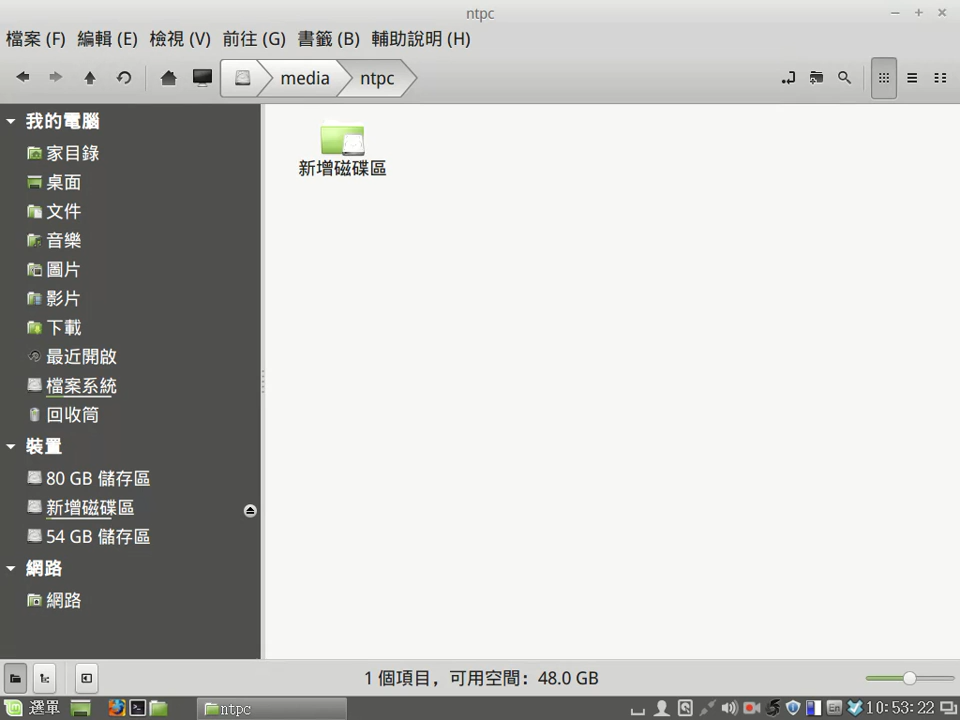 ntpc
檔案 (F) 編輯 (E) 檢視 (V) 前往 (G) 書籤 (B) 輔助說明 (H)
media ntpc
我的電腦
家目錄
桌面
文件
音樂
圖片
影片
下載
最近開啟
檔案系統
回收筒
裝置
80 GB 儲存區
新增磁碟區
54 GB 儲存區
網路
網路
新增磁碟區
1 個項目，可用空間：48.0 GB
選單 ntpc En 10:53:22